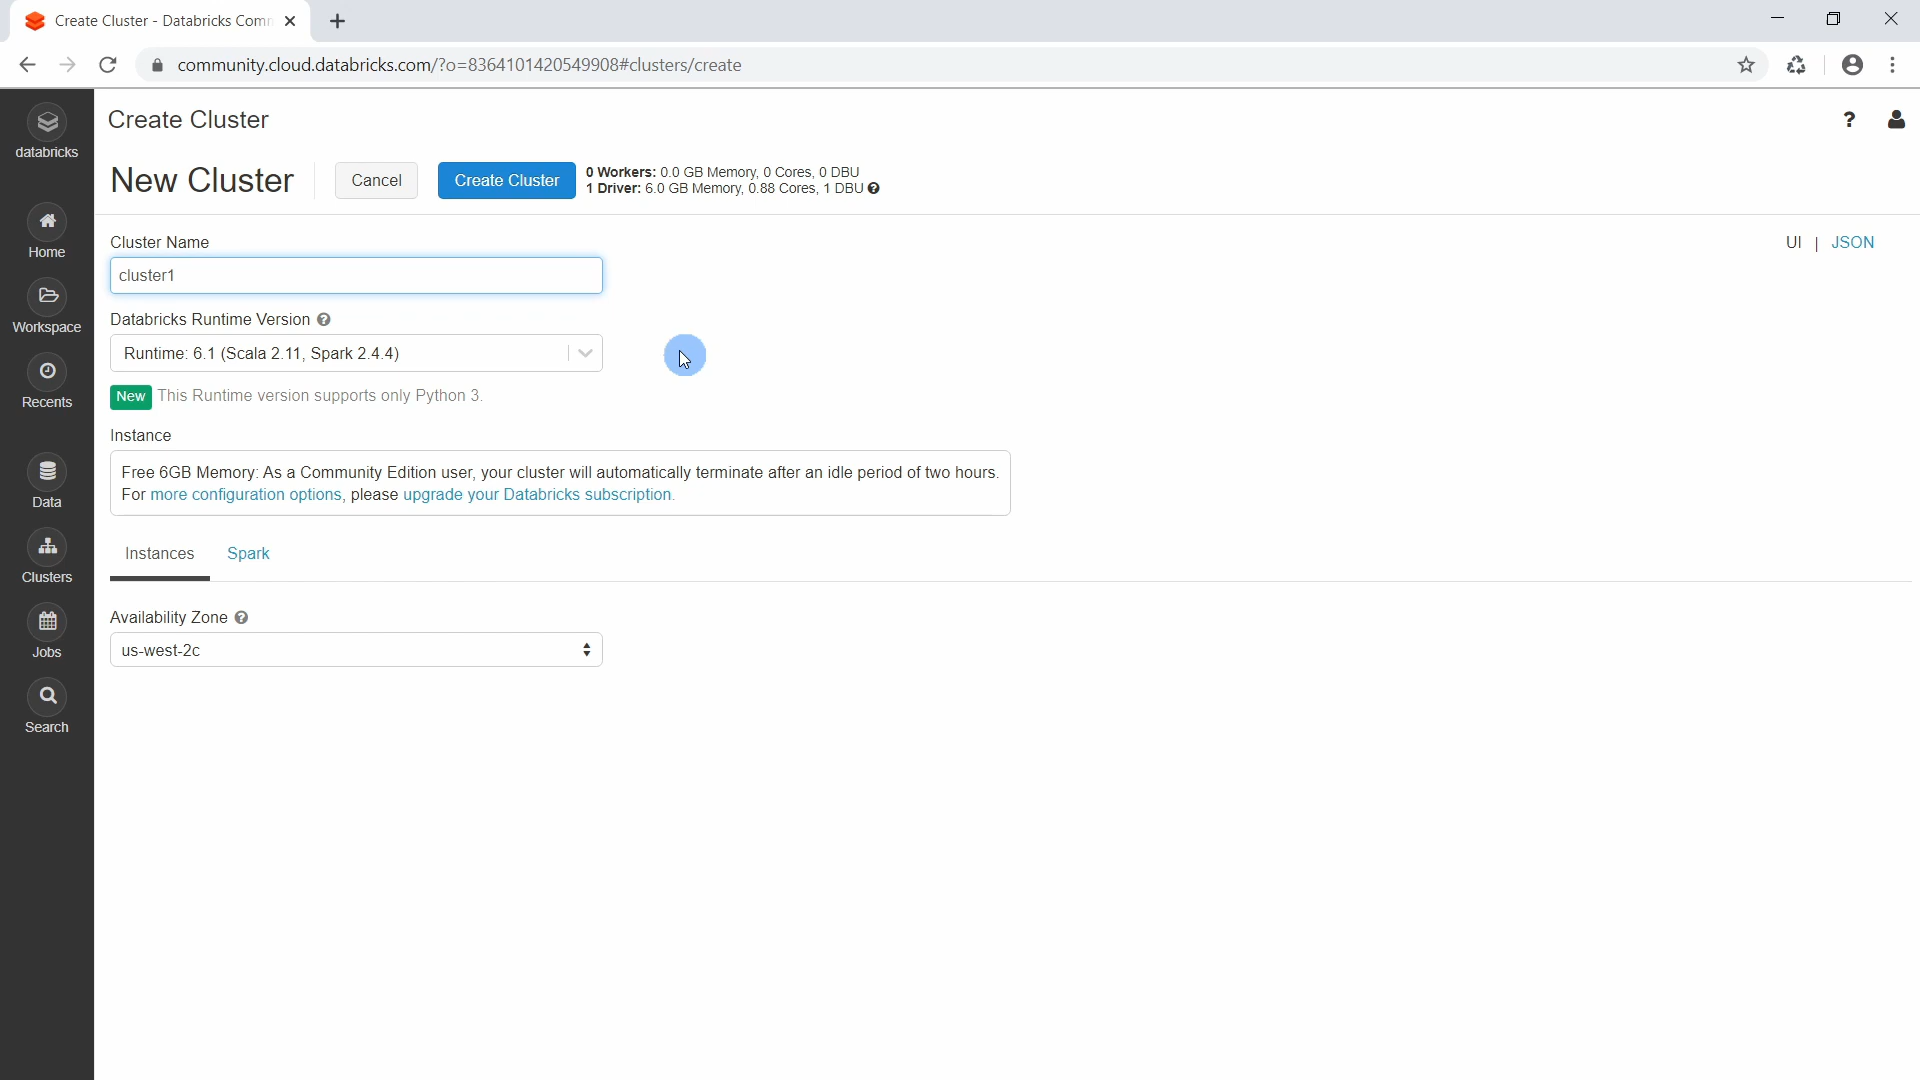 Create Cluster - Databricks Comm
community.cloud.databricks.com/?o=8364101420549908#clusters/create
databricks
Home
Workspace
Recents
Data
Clusters
Jobs
Search
Create Cluster
?
New Cluster
Cancel
Create Cluster
0 Workers: 0.0 GB Memory, 0 Cores, 0 DBU
1 Driver: 6.0 GB Memory, 0.88 Cores, 1 DBU ?
UI | JSON
Cluster Name
cluster1
Databricks Runtime Version ?
Runtime: 6.1 (Scala 2.11, Spark 2.4.4)
New This Runtime version supports only Python 3.
Instance
Free 6GB Memory: As a Community Edition user, your cluster will automatically terminate after an idle period of two hours.
For more configuration options, please upgrade your Databricks subscription.
Instances Spark
Availability Zone ?
us-west-2c